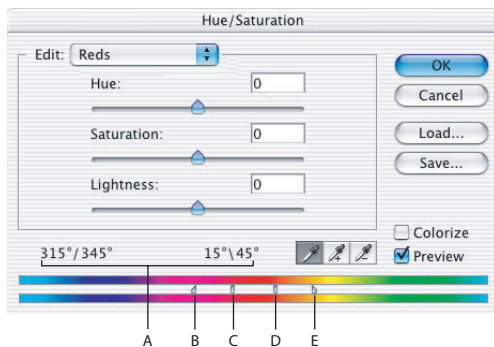 Hue/Saturation
Edit: Reds
OK
Hue: 0
Cancel
Saturation: 0
Load...
Save...
Lightness: 0
Colorize
315°/345° 15°\45°
Preview
A B C D E